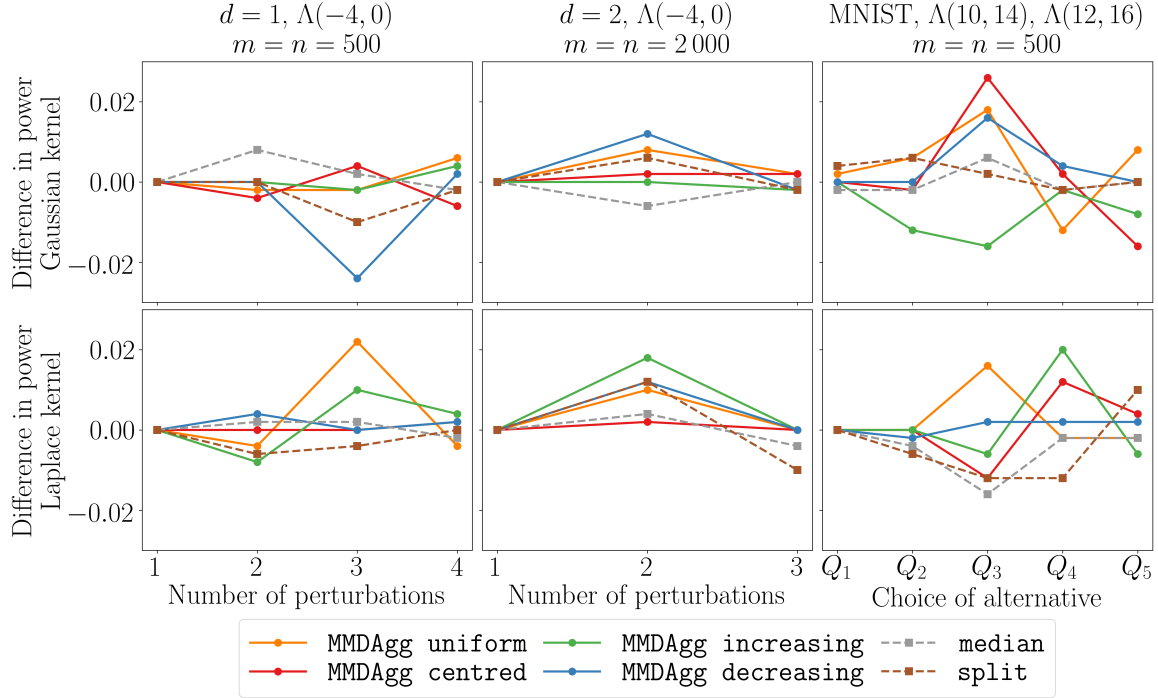 d = 1, Λ(−4, 0)
m = n = 500
d = 2, Λ(−4, 0)
m = n = 2 000
MNIST, Λ(10, 14), Λ(12, 16)
m = n = 500
Difference in power
Gaussian kernel
0.02
0.00
−0.02
Difference in power
Laplace kernel
0.02
0.00
−0.02
1 2 3 4
Number of perturbations
1 2 3
Number of perturbations
Q1 Q2 Q3 Q4 Q5
Choice of alternative
MMDAgg uniform MMDAgg increasing median
MMDAgg centred MMDAgg decreasing split